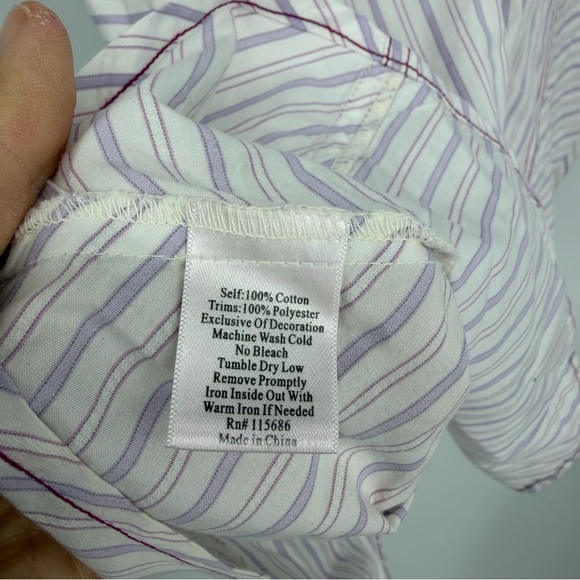 Self:100% Cotton
Trims:100% Polyester
Exclusive Of Decoration
Machine Wash Cold
No Bleach
Tumble Dry Low
Remove Promptly
Iron Inside Out With
Warm Iron If Needed
Rn# 115686
Made in China